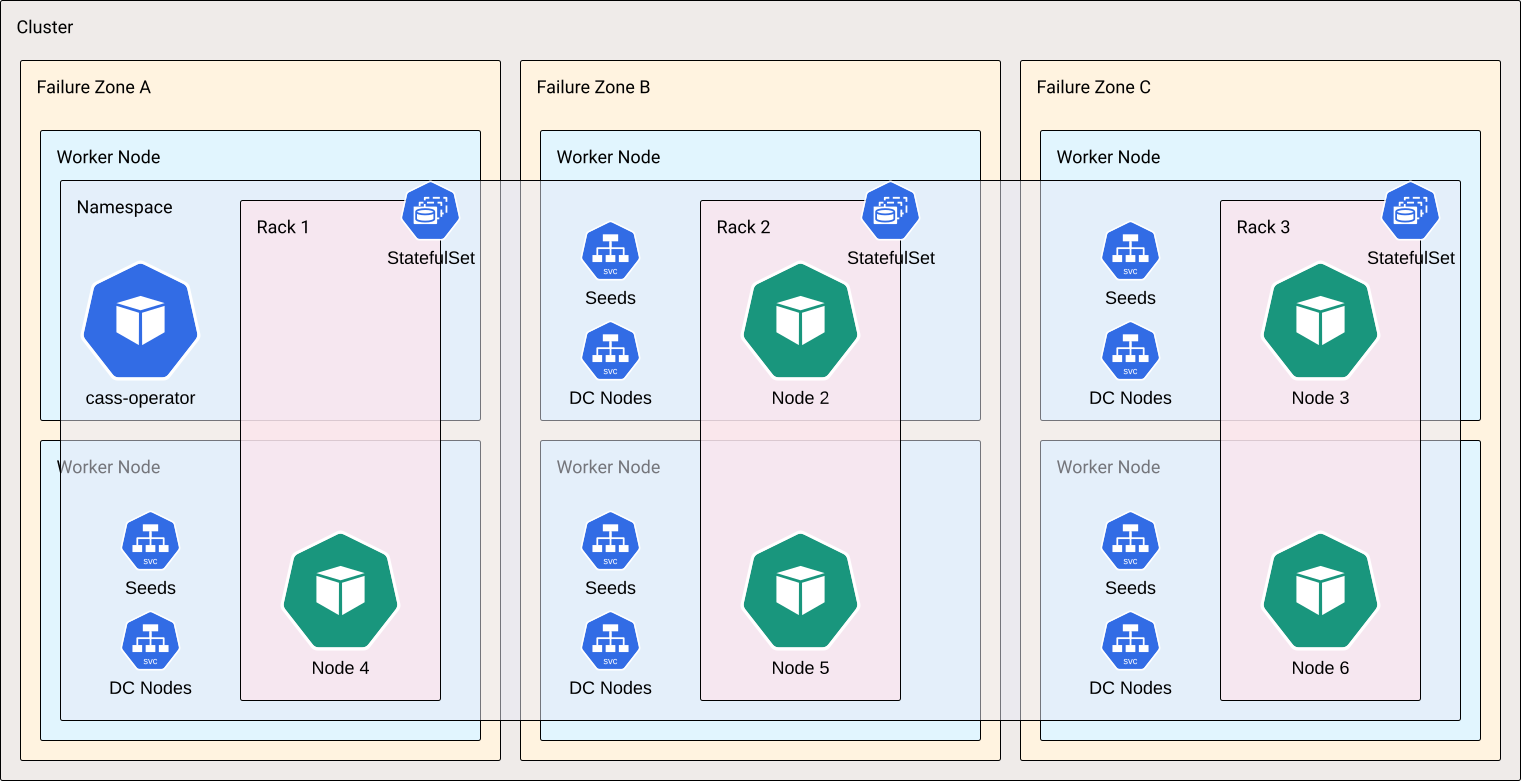 Cluster
Failure Zone A
Failure Zone B
Failure Zone C
Worker Node
Worker Node
Worker Node
Namespace
Rack 1
StatefulSet
cass-operator
Rack 2
StatefulSet
svc
Seeds
svc
DC Nodes
Node 2
Rack 3
StatefulSet
svc
Seeds
svc
DC Nodes
Node 3
Worker Node
Worker Node
Worker Node
svc
Seeds
svc
DC Nodes
Node 4
svc
Seeds
svc
DC Nodes
Node 5
svc
Seeds
svc
DC Nodes
Node 6